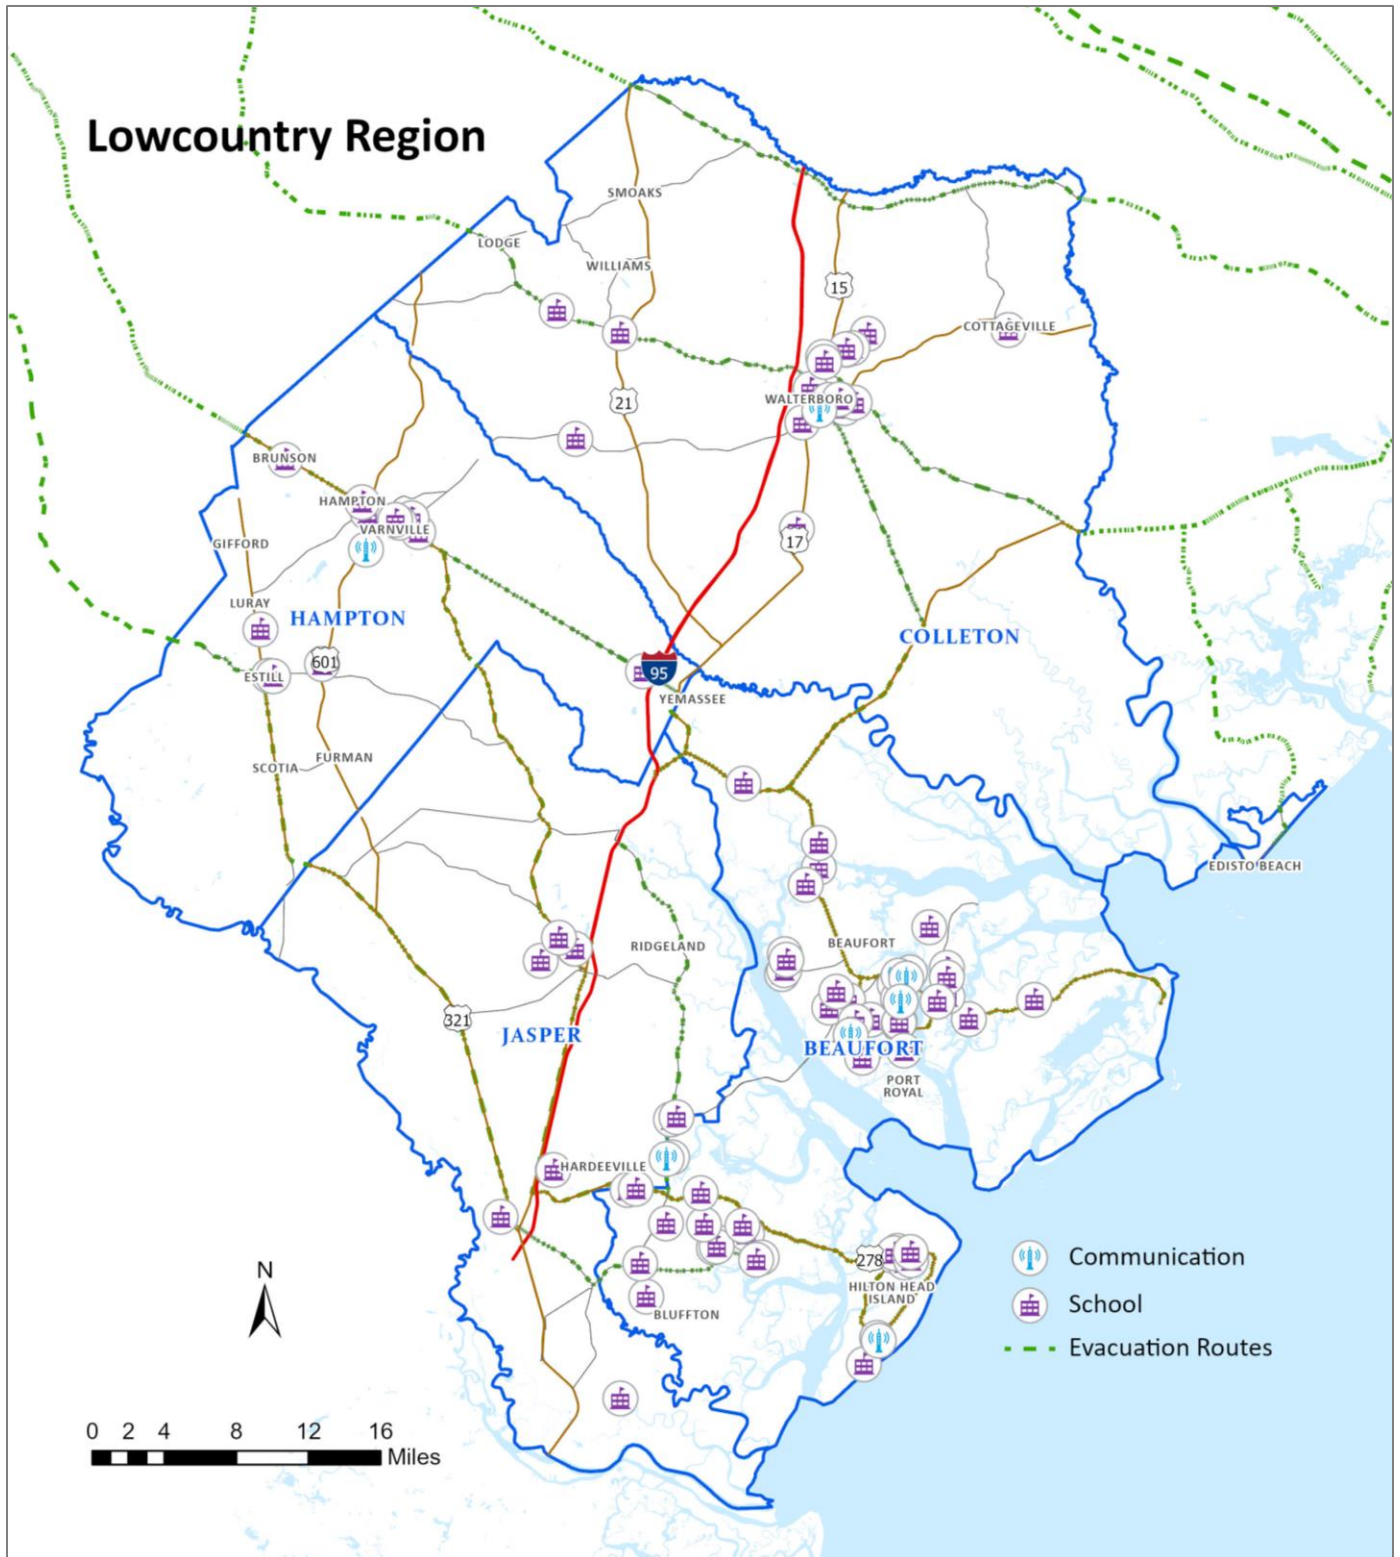 Lowcountry Region
SMOAKS
LODGE
WILLIAMS
15
COTTAGEVILLE
21
WALTERBORO
BRUNSON
HAMPTON
VARNVILLE
GIFFORD
17
LURAY
HAMPTON
COLLETON
601
ESTILL
95
YEMASSEE
FURMAN
SCOTIA
EDISTO BEACH
BEAUFORT
RIDGELAND
321
JASPER
BEAUFORT
PORT
ROYAL
HARDEEVILLE
278
HILTON HEAD
ISLAND
BLUFFTON
Communication
School
Evacuation Routes
N
0 2 4 8 12 16
Miles